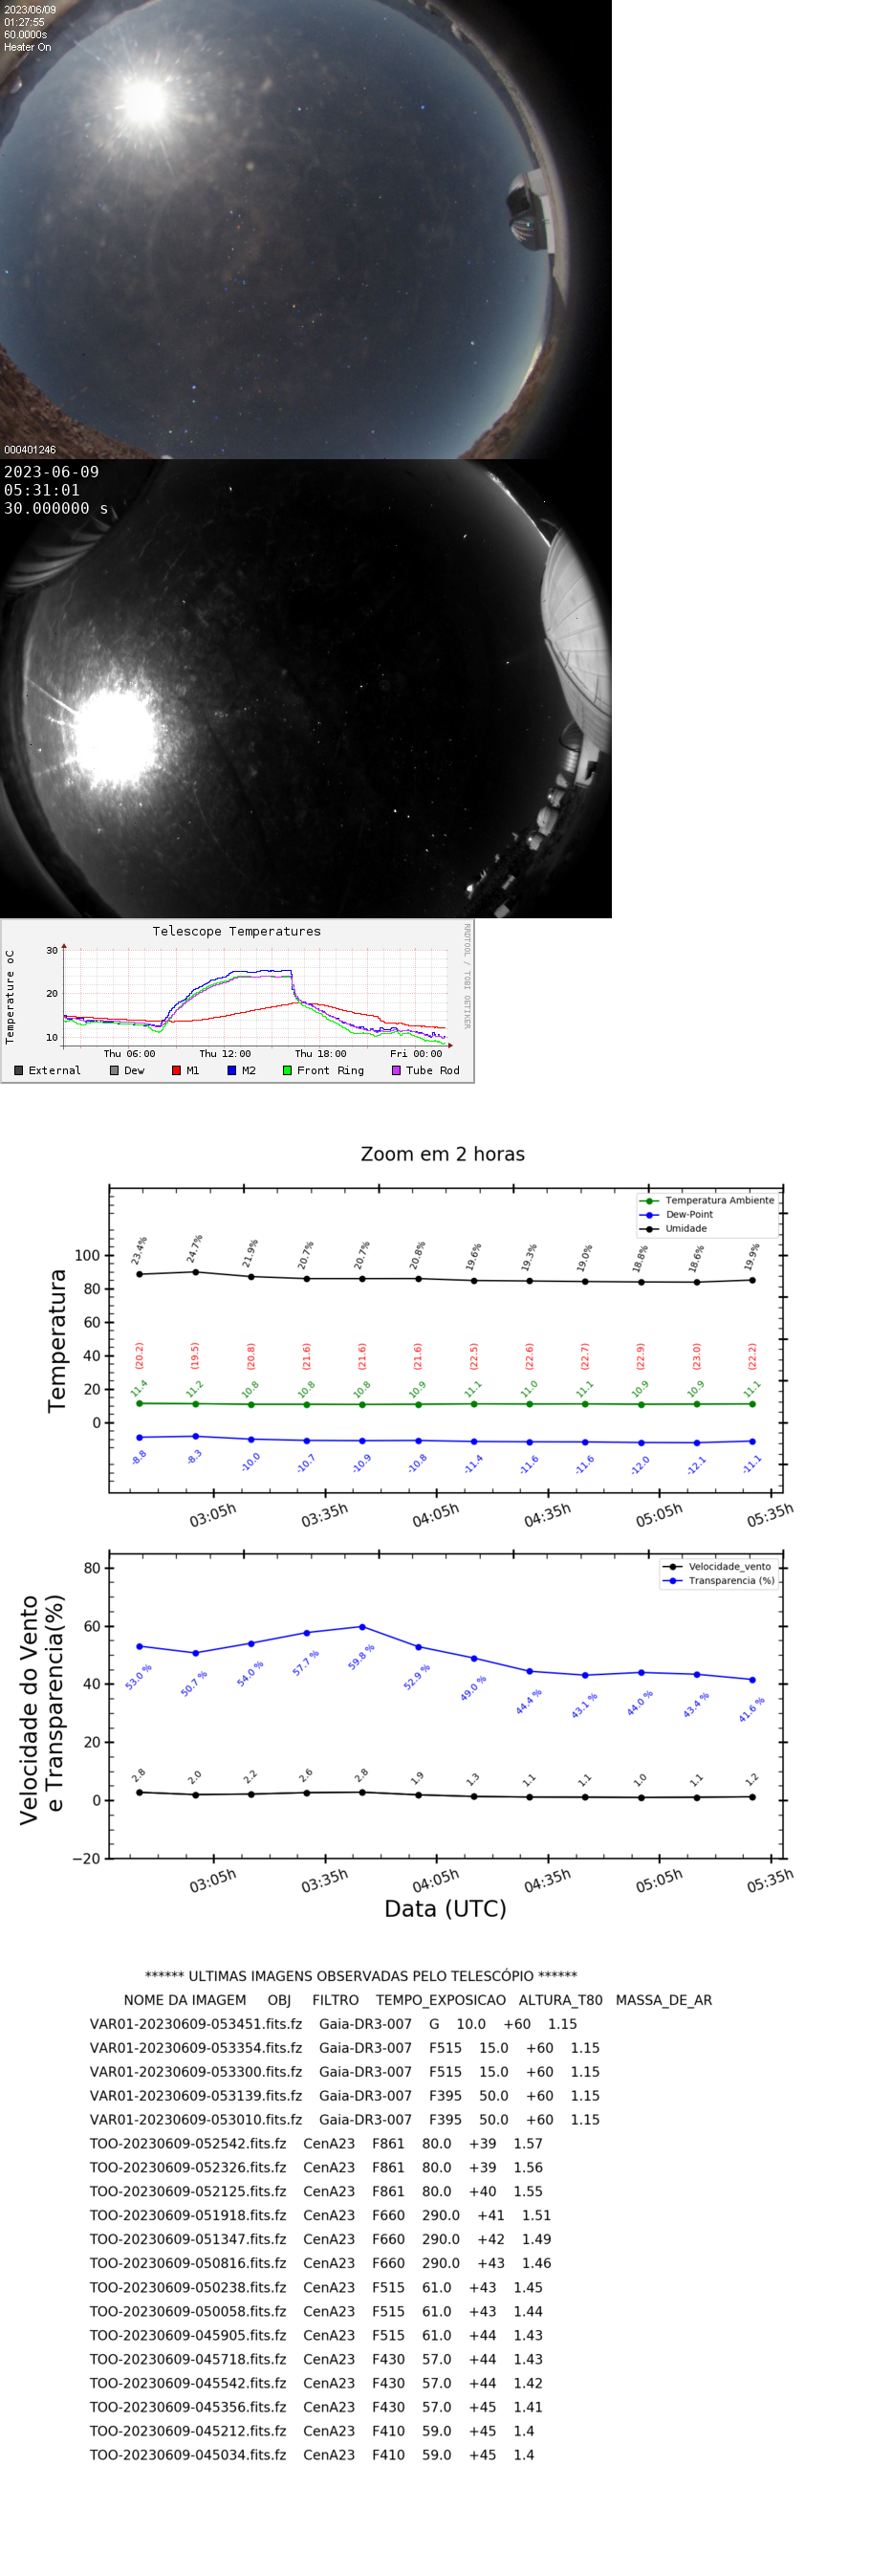 2023/06/09
01:27:55
60.0000s
Heater On
000401246
2023-06-09
05:31:01
30.000000 s
Telescope Temperatures
RRDTOOL / TOBI OETIKER
Temperature oC
30
20
10
Thu 06:00 Thu 12:00 Thu 18:00 Fri 00:00
External Dew M1 M2 Front Ring Tube Rod
Zoom em 2 horas
Temperatura Ambiente
Dew-Point
Umidade
Temperatura
100
80
60
40
20
0
23.4% 24.7% 21.9% 20.7% 20.7% 20.8% 19.6% 19.3% 19.0% 18.8% 18.6% 19.9%
(20.2) (19.5) (20.8) (21.6) (21.6) (21.6) (22.5) (22.6) (22.7) (22.9) (23.0) (22.2)
11.4 11.2 10.8 10.8 10.8 10.9 11.1 11.0 11.1 10.9 10.9 11.1
-8.8 -8.3 -10.0 -10.7 -10.9 -10.8 -11.4 -11.6 -11.6 -12.0 -12.1 -11.1
03:05h 03:35h 04:05h 04:35h 05:05h 05:35h
Velocidade_vento
Transparencia (%)
Velocidade do Vento
e Transparencia(%)
80
60
40
20
0
−20
53.0 % 50.7 % 54.0 % 57.7 % 59.8 % 52.9 % 49.0 % 44.4 % 43.1 % 44.0 % 43.4 % 41.6 %
2.8 2.0 2.2 2.6 2.8 1.9 1.3 1.1 1.1 1.0 1.1 1.2
03:05h 03:35h 04:05h 04:35h 05:05h 05:35h
Data (UTC)
****** ULTIMAS IMAGENS OBSERVADAS PELO TELESCÓPIO ******
NOME DA IMAGEM OBJ FILTRO TEMPO_EXPOSICAO ALTURA_T80 MASSA_DE_AR
VAR01-20230609-053451.fits.fz Gaia-DR3-007 G 10.0 +60 1.15
VAR01-20230609-053354.fits.fz Gaia-DR3-007 F515 15.0 +60 1.15
VAR01-20230609-053300.fits.fz Gaia-DR3-007 F515 15.0 +60 1.15
VAR01-20230609-053139.fits.fz Gaia-DR3-007 F395 50.0 +60 1.15
VAR01-20230609-053010.fits.fz Gaia-DR3-007 F395 50.0 +60 1.15
TOO-20230609-052542.fits.fz CenA23 F861 80.0 +39 1.57
TOO-20230609-052326.fits.fz CenA23 F861 80.0 +39 1.56
TOO-20230609-052125.fits.fz CenA23 F861 80.0 +40 1.55
TOO-20230609-051918.fits.fz CenA23 F660 290.0 +41 1.51
TOO-20230609-051347.fits.fz CenA23 F660 290.0 +42 1.49
TOO-20230609-050816.fits.fz CenA23 F660 290.0 +43 1.46
TOO-20230609-050238.fits.fz CenA23 F515 61.0 +43 1.45
TOO-20230609-050058.fits.fz CenA23 F515 61.0 +43 1.44
TOO-20230609-045905.fits.fz CenA23 F515 61.0 +44 1.43
TOO-20230609-045718.fits.fz CenA23 F430 57.0 +44 1.43
TOO-20230609-045542.fits.fz CenA23 F430 57.0 +44 1.42
TOO-20230609-045356.fits.fz CenA23 F430 57.0 +45 1.41
TOO-20230609-045212.fits.fz CenA23 F410 59.0 +45 1.4
TOO-20230609-045034.fits.fz CenA23 F410 59.0 +45 1.4